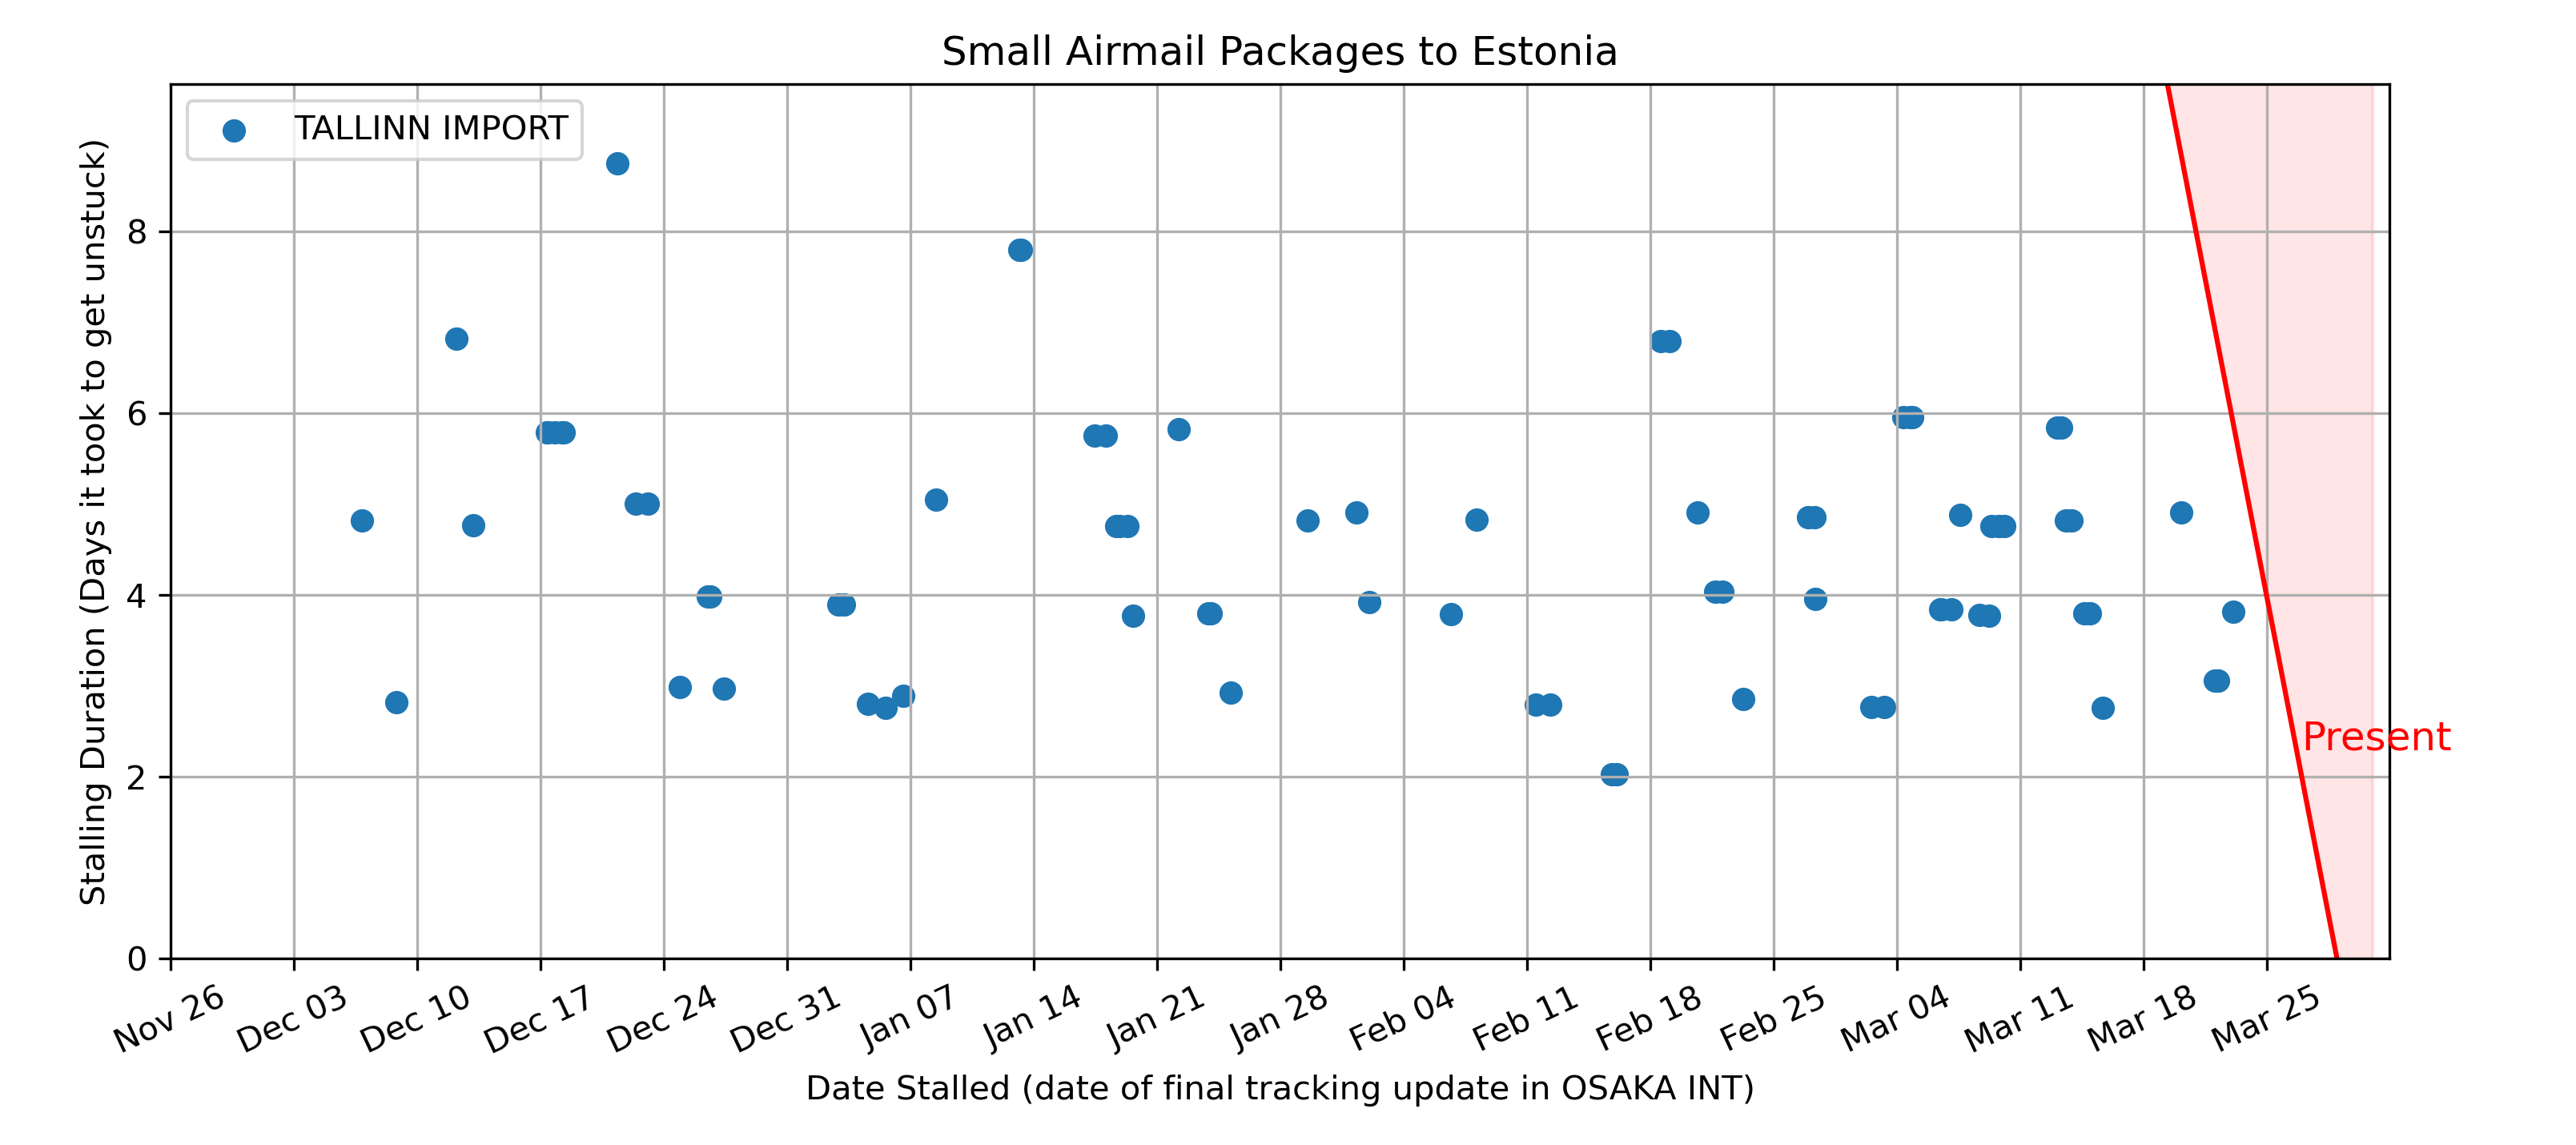 Small Airmail Packages to Estonia
TALLINN IMPORT
Stalling Duration (Days it took to get unstuck)
8
6
4
2
0
Present
Nov 26
Dec 03
Dec 10
Dec 17
Dec 24
Dec 31
Jan 07
Jan 14
Jan 21
Jan 28
Feb 04
Feb 11
Feb 18
Feb 25
Mar 04
Mar 11
Mar 18
Mar 25
Date Stalled (date of final tracking update in OSAKA INT)